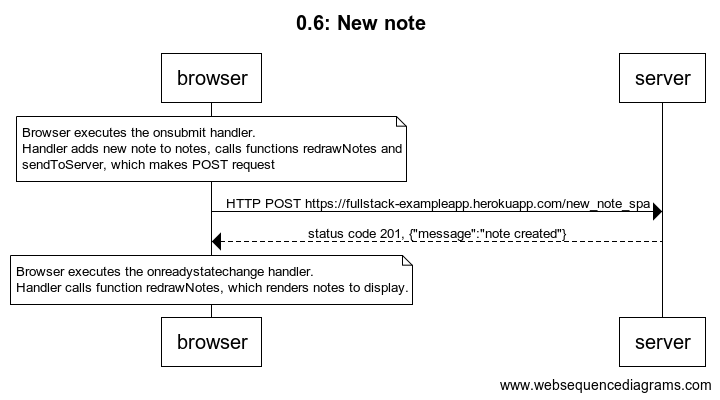 0.6: New note
browser
server
Browser executes the onsubmit handler.
Handler adds new note to notes, calls functions redrawNotes and
sendToServer, which makes POST request
HTTP POST https://fullstack-exampleapp.herokuapp.com/new_note_spa
status code 201, {"message":"note created"}
Browser executes the onreadystatechange handler.
Handler calls function redrawNotes, which renders notes to display.
browser
server
www.websequencediagrams.com